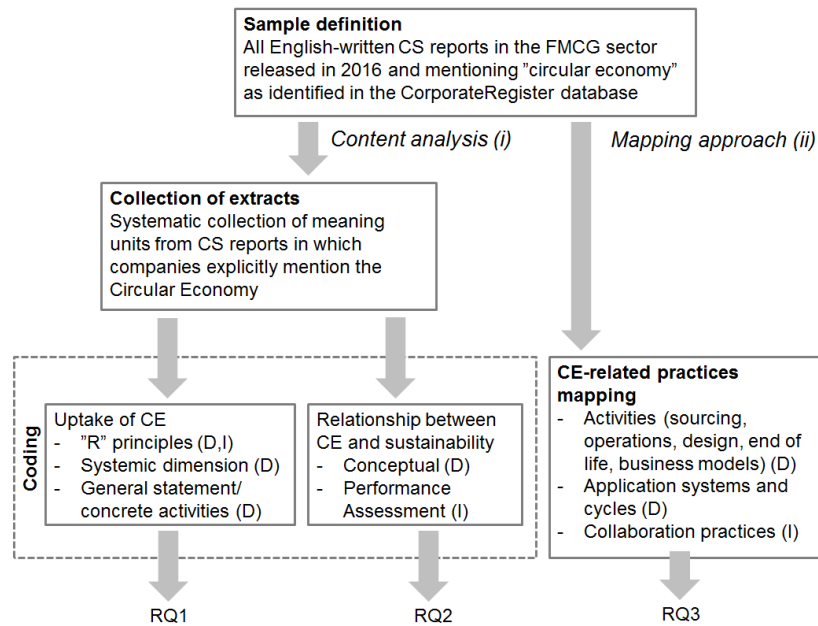 Sample definition
All English-written CS reports in the FMCG sector
released in 2016 and mentioning ”circular economy”
as identified in the CorporateRegister database
Content analysis (i)
Mapping approach (ii)
Collection of extracts
Systematic collection of meaning
units from CS reports in which
companies explicitly mention the
Circular Economy
Coding
Uptake of CE
- ”R” principles (D,I)
- Systemic dimension (D)
- General statement/
concrete activities (D)
Relationship between
CE and sustainability
- Conceptual (D)
- Performance
Assessment (I)
CE-related practices
mapping
- Activities (sourcing,
operations, design, end of
life, business models) (D)
- Application systems and
cycles (D)
- Collaboration practices (I)
RQ1
RQ2
RQ3